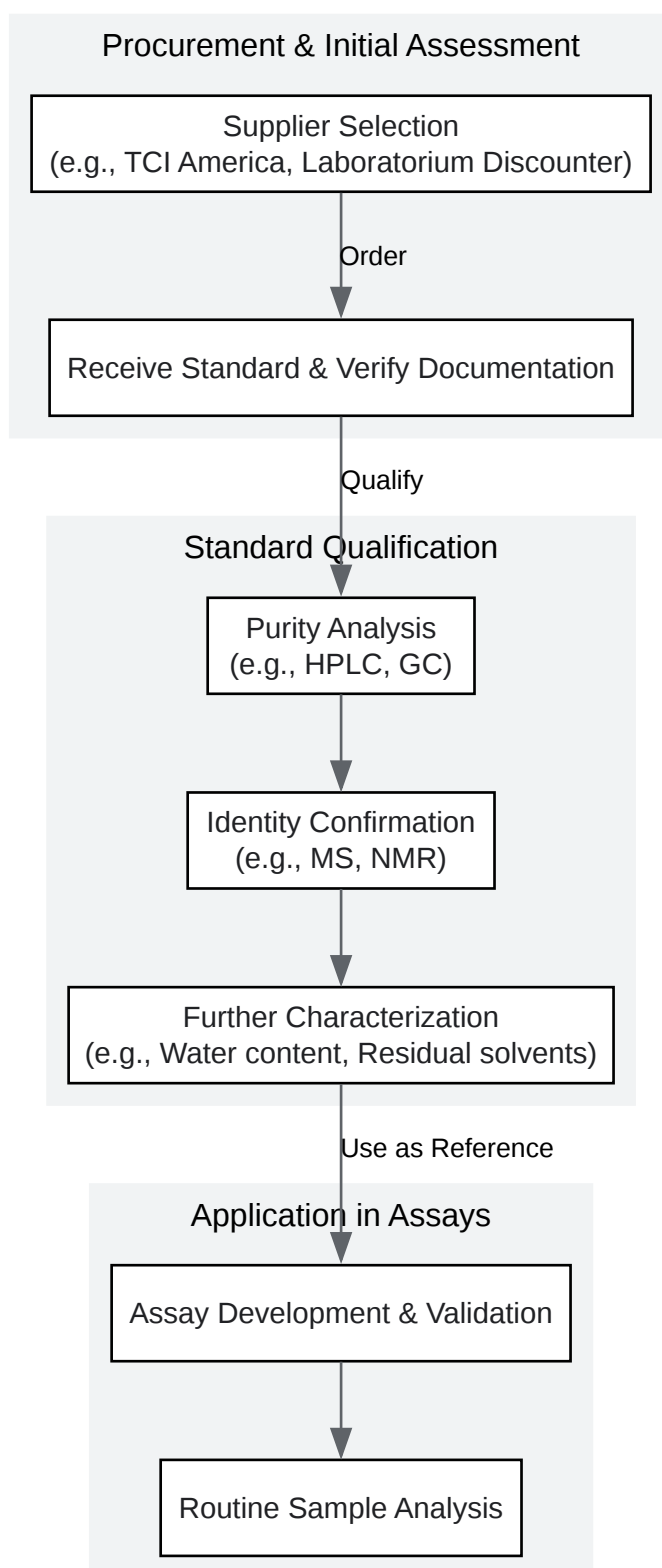 Procurement & Initial Assessment
Supplier Selection
(e.g., TCI America, Laboratorium Discounter)
Order
Receive Standard & Verify Documentation
Qualify
Standard Qualification
Purity Analysis
(e.g., HPLC, GC)
Identity Confirmation
(e.g., MS, NMR)
Further Characterization
(e.g., Water content, Residual solvents)
Use as Reference
Application in Assays
Assay Development & Validation
Routine Sample Analysis